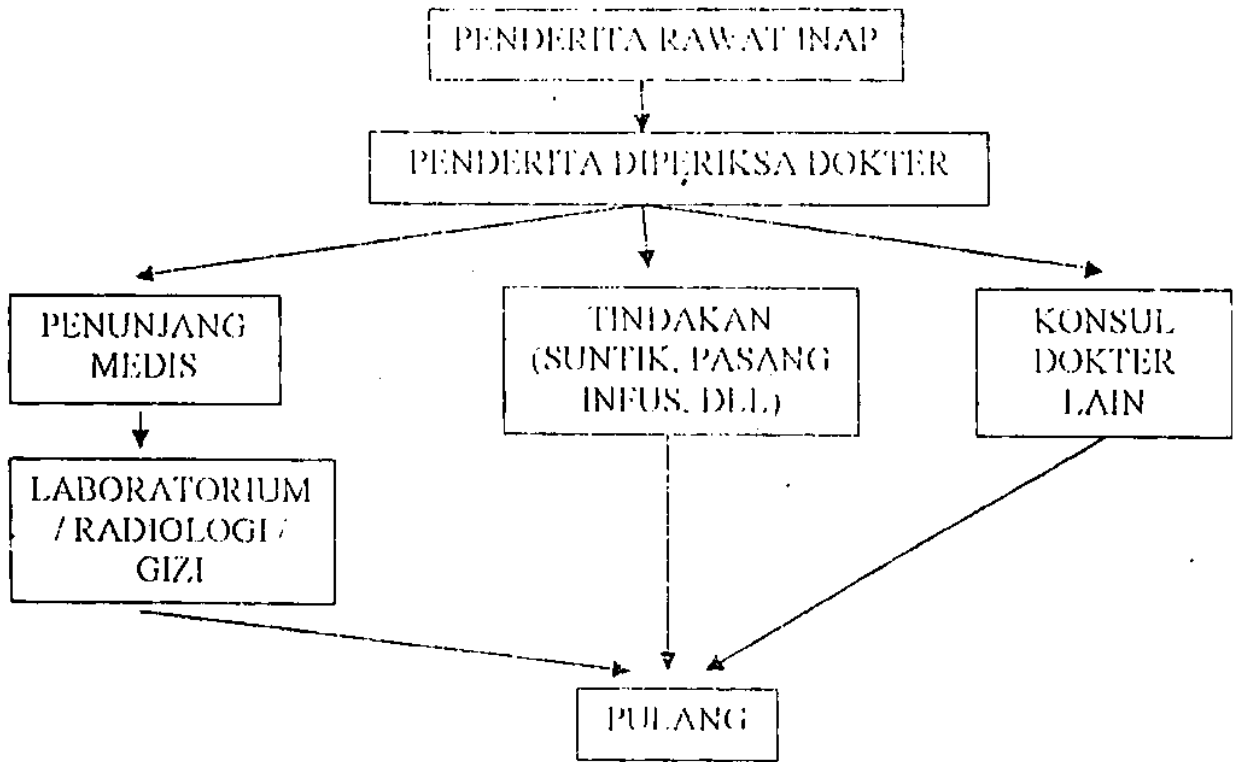 PENDERITA RAWAT INAP
PENDERITA DIPERIKSA DOKTER
PENUNJANG
MEDIS
TINDAKAN
(SUNTIK, PASANG
INFUS, DLL)
KONSUL
DOKTER
LAIN
LABORATORIUM
/ RADIOLOGI /
GIZI
PULANG